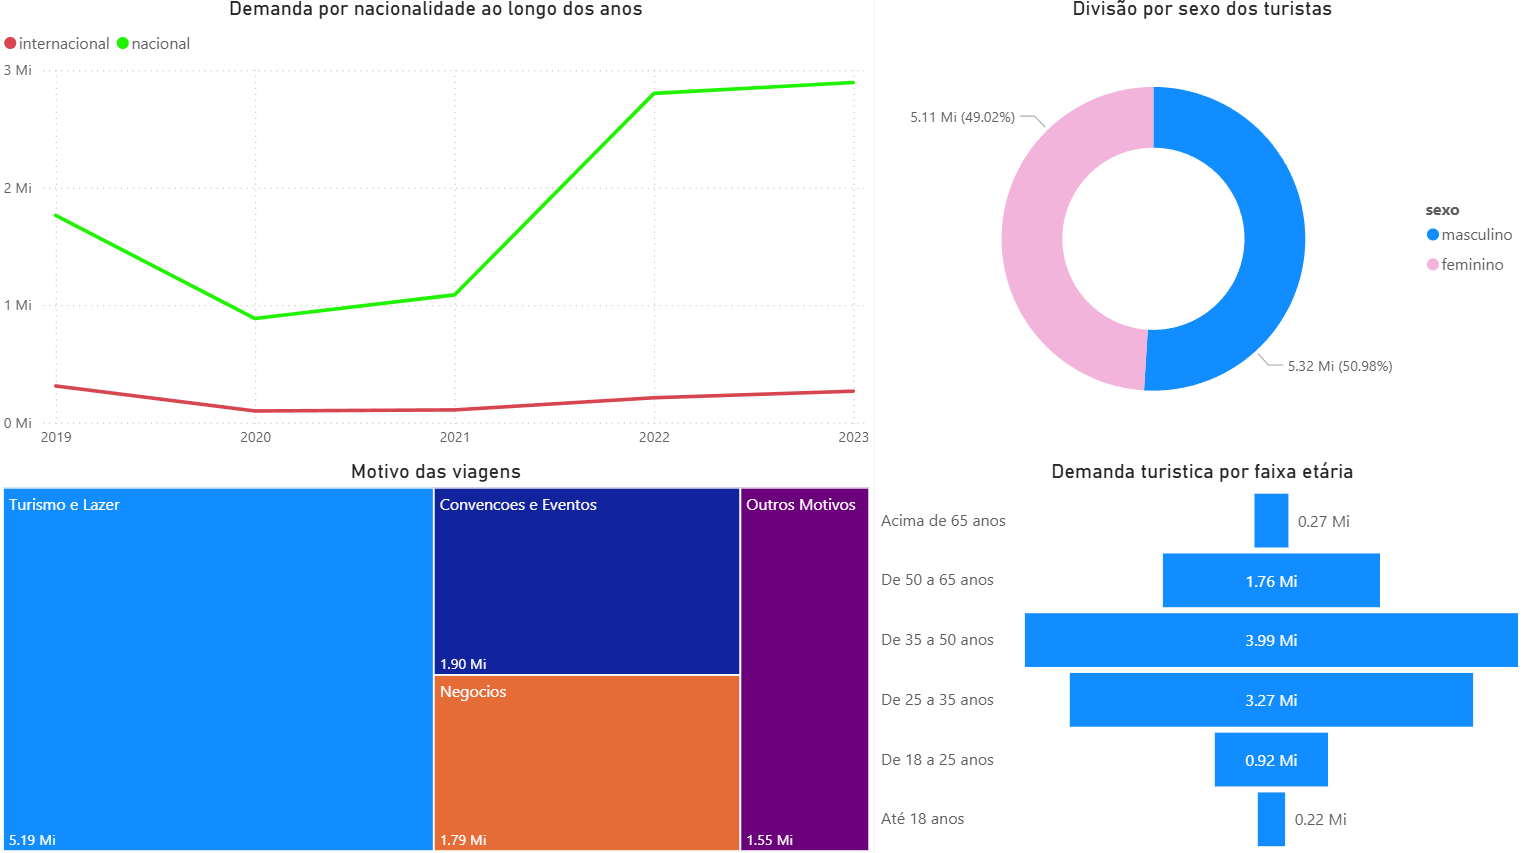 Demanda por nacionalidade ao longo dos anos
internacional nacional
3 Mi
2 Mi
1 Mi
0 Mi
2019 2020 2021 2022 2023
Divisão por sexo dos turistas
5.11 Mi (49.02%)
5.32 Mi (50.98%)
sexo
masculino
feminino
Motivo das viagens
Turismo e Lazer
5.19 Mi
Convencoes e Eventos
1.90 Mi
Negocios
1.79 Mi
Outros Motivos
1.55 Mi
Demanda turistica por faixa etária
Acima de 65 anos 0.27 Mi
De 50 a 65 anos 1.76 Mi
De 35 a 50 anos 3.99 Mi
De 25 a 35 anos 3.27 Mi
De 18 a 25 anos 0.92 Mi
Até 18 anos 0.22 Mi